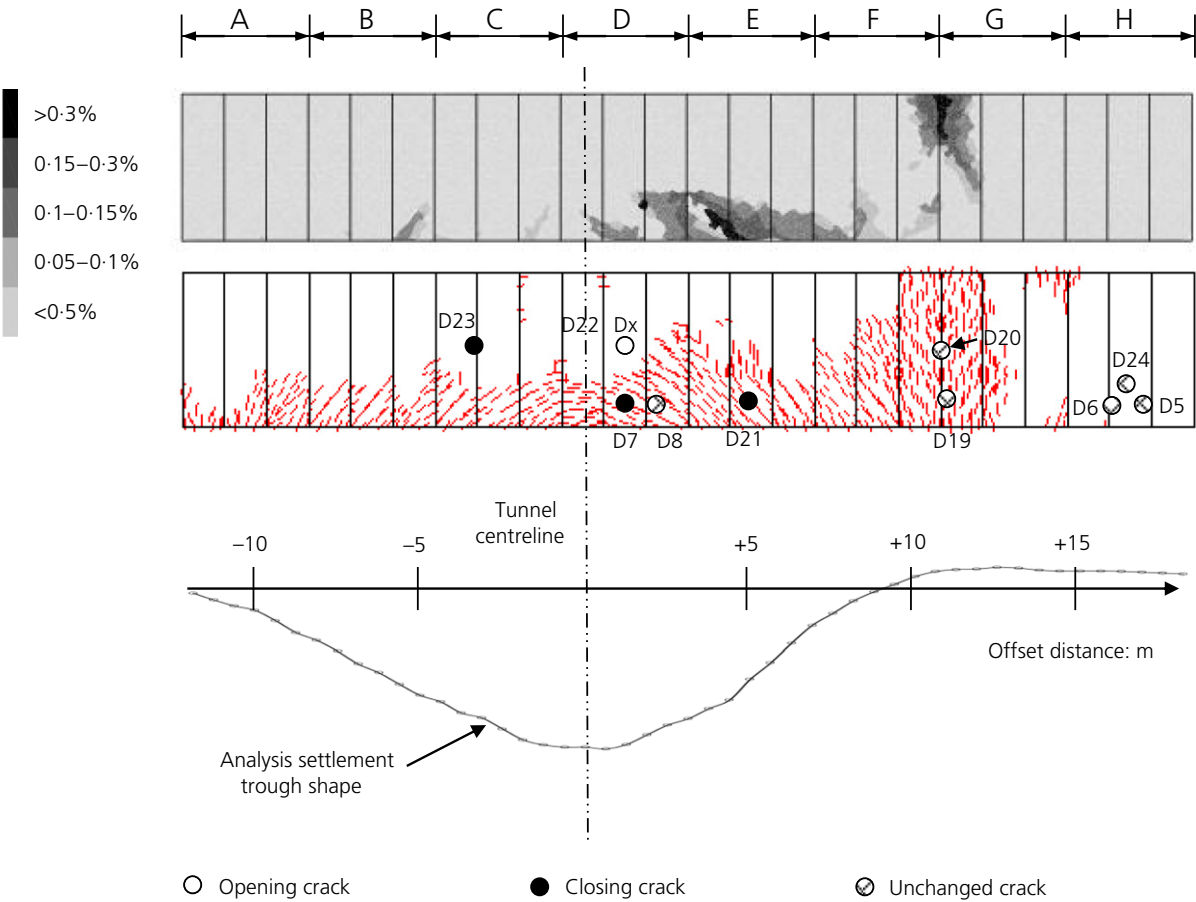 A B C D E F G H
>0·3%
0·15–0·3%
0·1–0·15%
0·05–0·1%
<0·5%
D23
D22
Dx
D20
D24
D6
D5
D7
D8
D21
D19
Tunnel
centreline
–10
–5
+5
+10
+15
Offset distance: m
Analysis settlement
trough shape
Opening crack
Closing crack
Unchanged crack